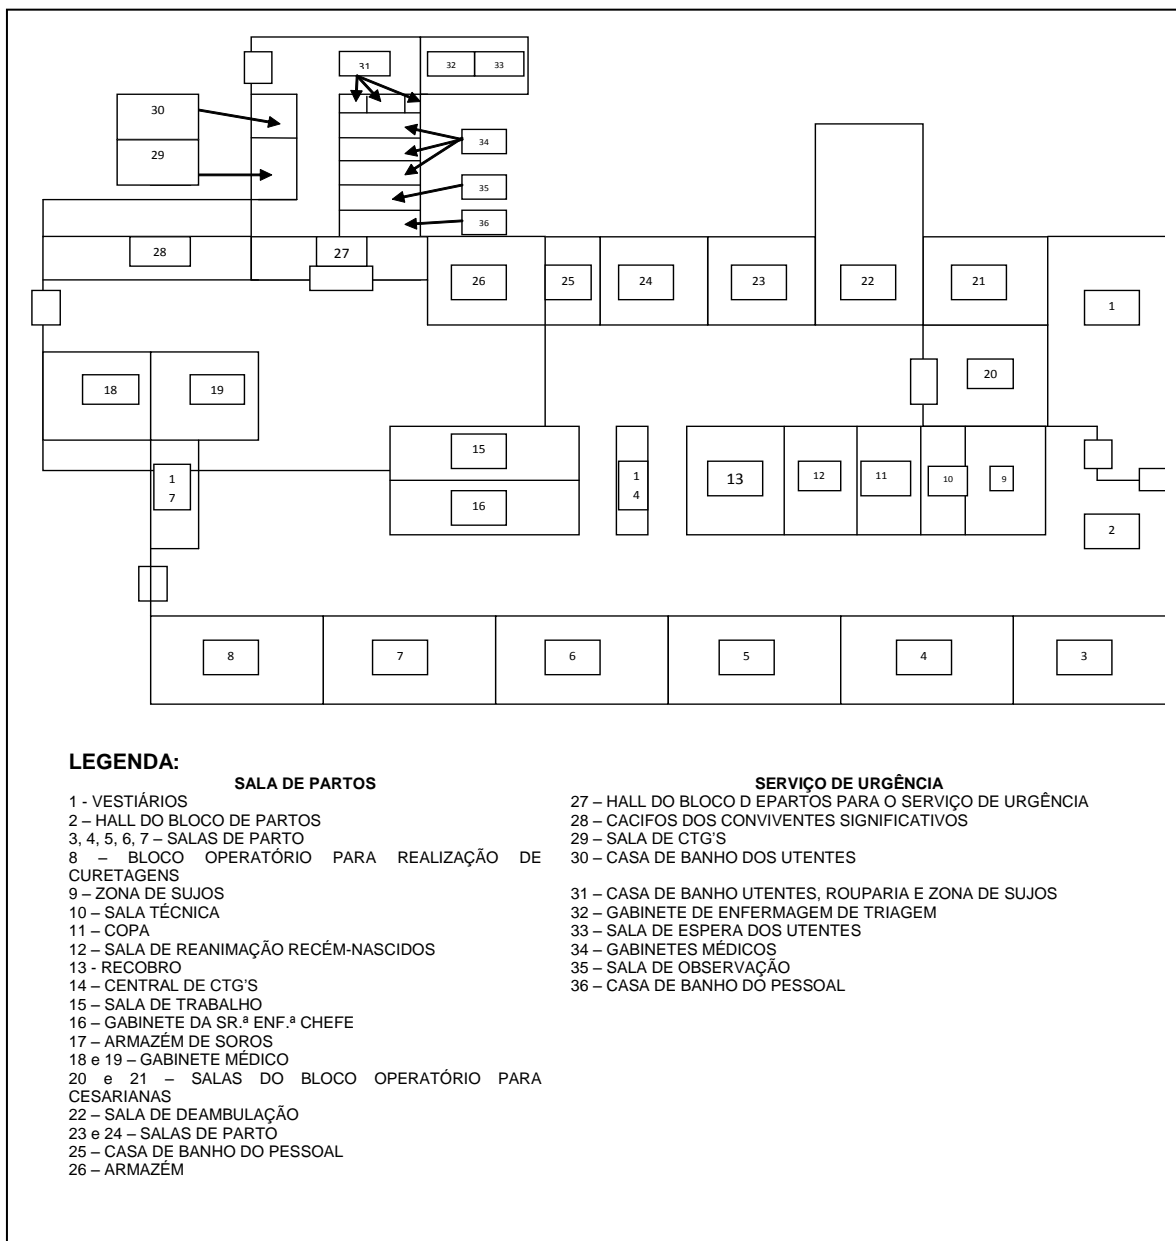 31
32
33
30
34
29
35
36
28
27
26
25
24
23
22
21
1
18
19
20
15
1
7
16
1
4
13
12
11
10
9
2
8
7
6
5
4
3
LEGENDA:
SALA DE PARTOS
1 - VESTIÁRIOS
2 – HALL DO BLOCO DE PARTOS
3, 4, 5, 6, 7 – SALAS DE PARTO
8 – BLOCO OPERATÓRIO PARA REALIZAÇÃO DE
CURETAGENS
9 – ZONA DE SUJOS
10 – SALA TÉCNICA
11 – COPA
12 – SALA DE REANIMAÇÃO RECÉM-NASCIDOS
13 - RECOBRO
14 – CENTRAL DE CTG'S
15 – SALA DE TRABALHO
16 – GABINETE DA SR.ª ENF.ª CHEFE
17 – ARMAZÉM DE SOROS
18 e 19 – GABINETE MÉDICO
20 e 21 – SALAS DO BLOCO OPERATÓRIO PARA
CESARIANAS
22 – SALA DE DEAMBULAÇÃO
23 e 24 – SALAS DE PARTO
25 – CASA DE BANHO DO PESSOAL
26 – ARMAZÉM
SERVIÇO DE URGÊNCIA
27 – HALL DO BLOCO D EPARTOS PARA O SERVIÇO DE URGÊNCIA
28 – CACIFOS DOS CONVIVENTES SIGNIFICATIVOS
29 – SALA DE CTG'S
30 – CASA DE BANHO DOS UTENTES
31 – CASA DE BANHO UTENTES, ROUPARIA E ZONA DE SUJOS
32 – GABINETE DE ENFERMAGEM DE TRIAGEM
33 – SALA DE ESPERA DOS UTENTES
34 – GABINETES MÉDICOS
35 – SALA DE OBSERVAÇÃO
36 – CASA DE BANHO DO PESSOAL